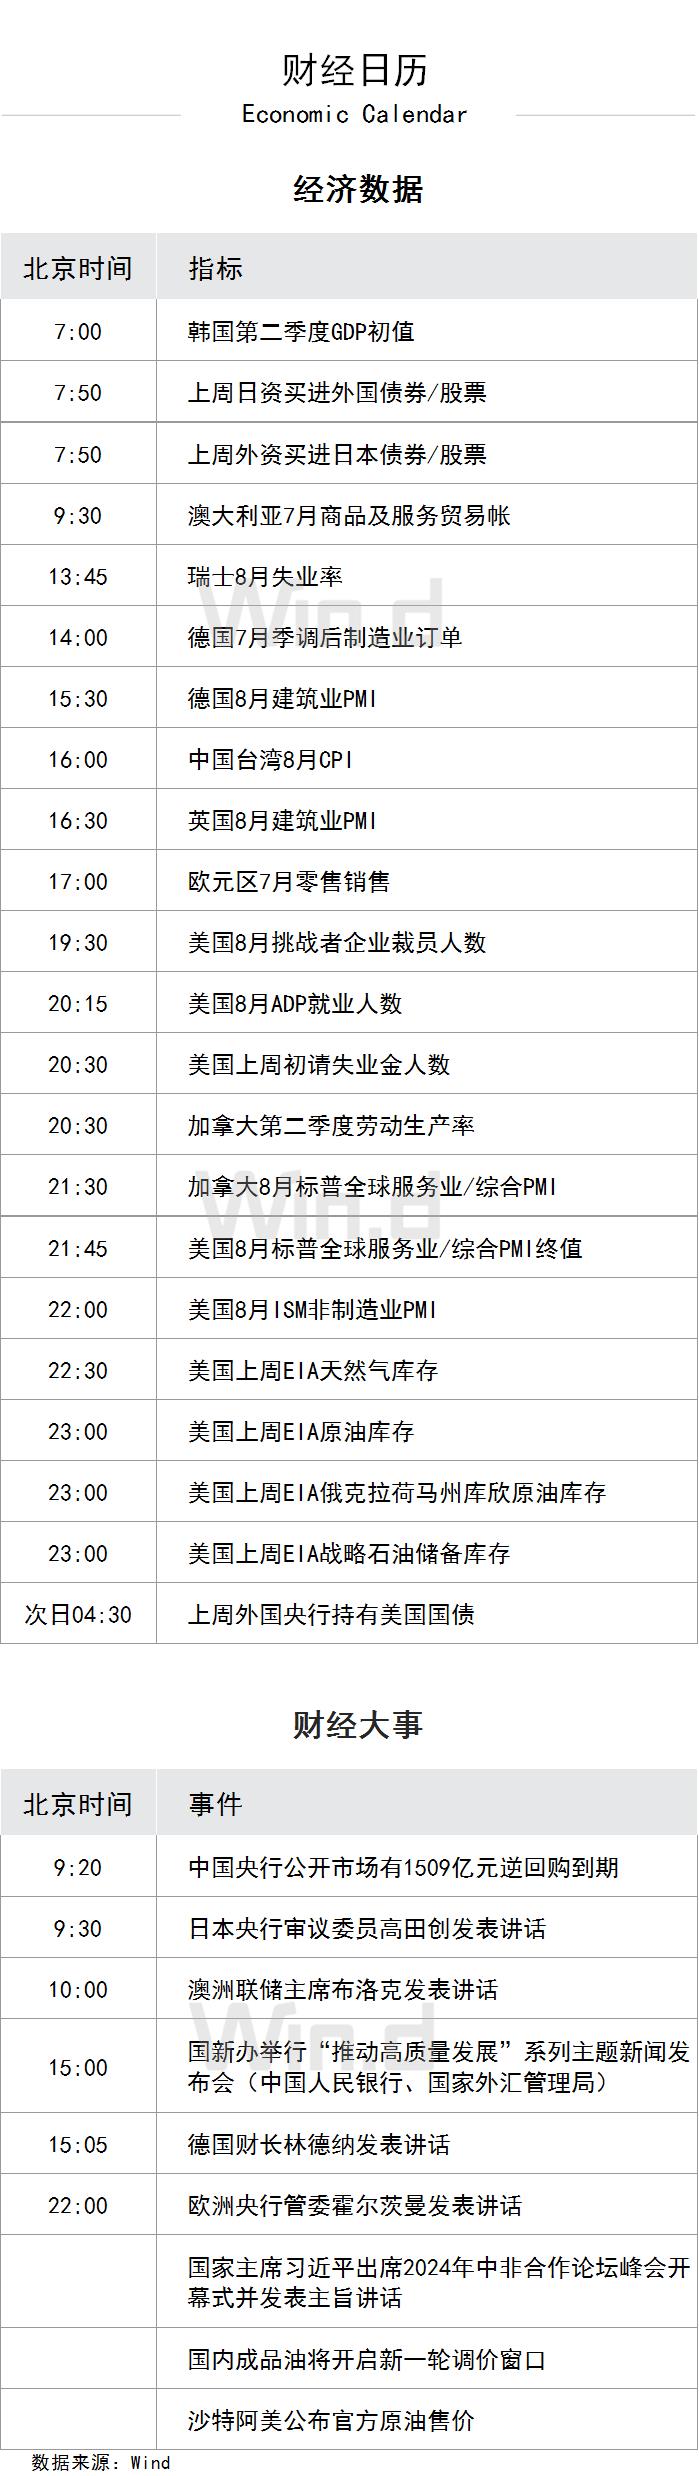 财经日历
Economic Calendar
经济数据
北京时间 指标
7:00 韩国第二季度GDP初值
7:50 上周日资买进外国债券/股票
7:50 上周外资买进日本债券/股票
9:30 澳大利亚7月商品及服务贸易帐
13:45 瑞士8月失业率
14:00 德国7月季调后制造业订单
15:30 德国8月建筑业PMI
16:00 中国台湾8月CPI
16:30 英国8月建筑业PMI
17:00 欧元区7月零售销售
19:30 美国8月挑战者企业裁员人数
20:15 美国8月ADP就业人数
20:30 美国上周初请失业金人数
20:30 加拿大第二季度劳动生产率
21:30 加拿大8月标普全球服务业/综合PMI
21:45 美国8月标普全球服务业/综合PMI终值
22:00 美国8月ISM非制造业PMI
22:30 美国上周EIA天然气库存
23:00 美国上周EIA原油库存
23:00 美国上周EIA俄克拉荷马州库欣原油库存
23:00 美国上周EIA战略石油储备库存
次日04:30 上周外国央行持有美国国债
财经大事
北京时间 事件
9:20 中国央行公开市场有1509亿元逆回购到期
9:30 日本央行审议委员高田创发表讲话
10:00 澳洲联储主席布洛克发表讲话
15:00 国新办举行“推动高质量发展”系列主题新闻发
布会（中国人民银行、国家外汇管理局）
15:05 德国财长林德纳发表讲话
22:00 欧洲央行管委霍尔茨曼发表讲话
国家主席习近平出席2024年中非合作论坛峰会开
幕式并发表主旨讲话
国内成品油将开启新一轮调价窗口
沙特阿美公布官方原油售价
数据来源：Wind
Win.d
Win.d
Win.d